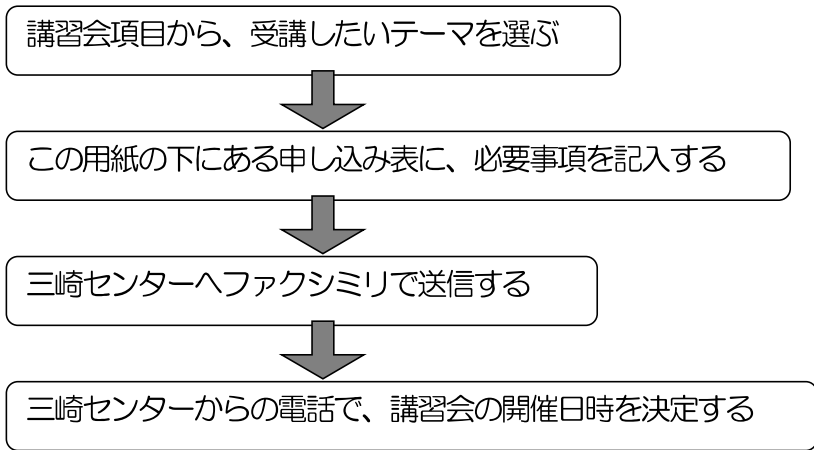 講習会項目から、受講したいテーマを選ぶ
この用紙の下にある申し込み表に、必要事項を記入する
三崎センターへファクシミリで送信する
三崎センターからの電話で、講習会の開催日時を決定する